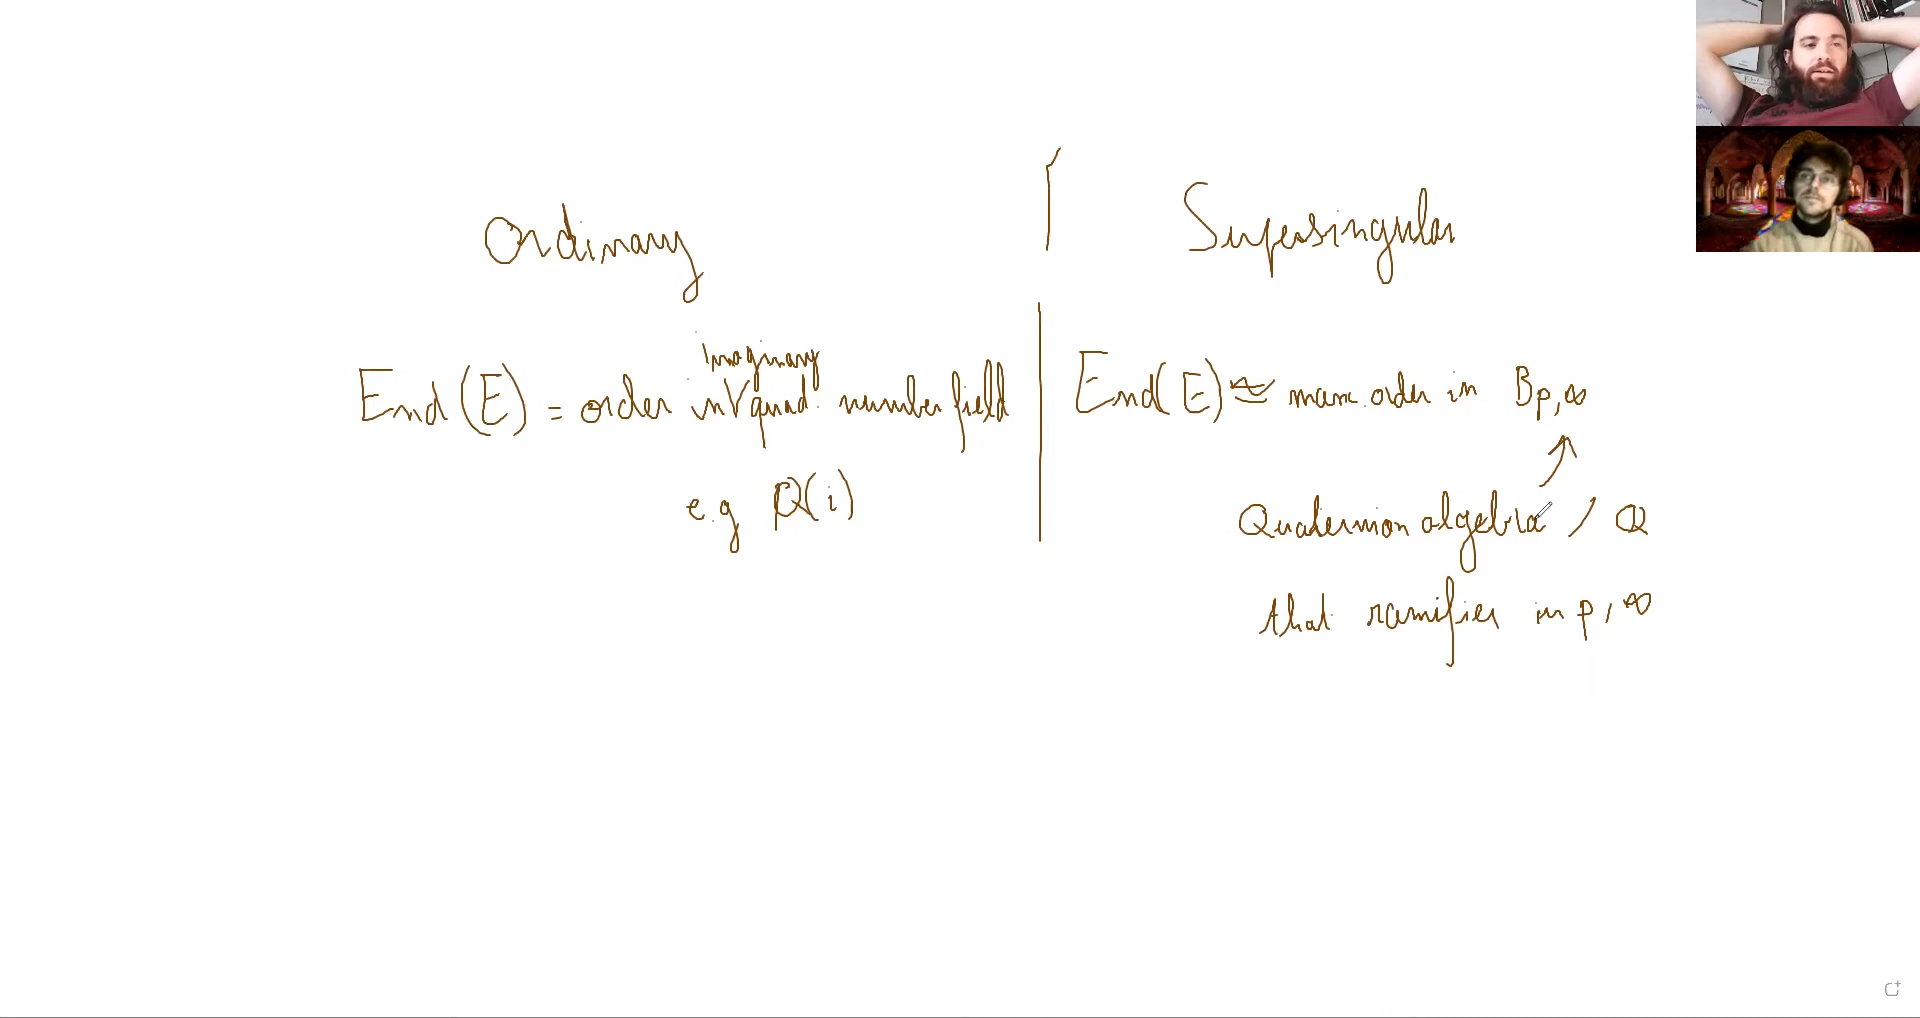 Ordinary
Supersingular
imaginary
End(E) = order in V quad. number field
e.g Q(i)
End(E) ≃ max. order in Bp,∞
Quaternion algebra / Q
that ramifies in p, ∞